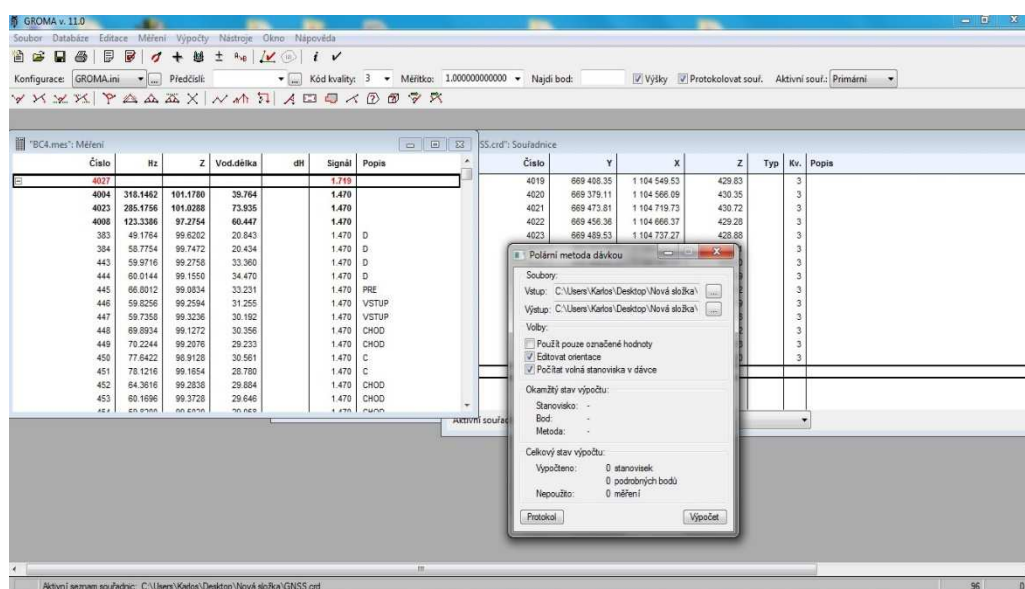 GROMA v. 11.0
Soubor Databáze Editace Měření Výpočty Nástroje Okno Nápověda
Konfigurace: GROMA.ini ... Předčíslí: ... Kód kvality: 3 Měřítko: 1.000000000000 Najdi bod: Výšky Protokolovat souř. Aktivní souř.: Primární
"BC4.mes": Měření
Číslo Hz Z Vod.délka dH Signál Popis
4027 1.719
4004 318.1462 101.1780 39.764 1.470
4023 285.1756 101.0288 73.935 1.470
4008 123.3386 97.2754 60.447 1.470
383 49.1764 99.6202 20.843 1.470 D
384 58.7754 99.7472 20.434 1.470 D
443 59.9716 99.2758 33.360 1.470 D
444 60.0144 99.1550 34.470 1.470 D
445 66.8012 99.0834 33.231 1.470 PRE
446 59.8256 99.2594 31.255 1.470 VSTUP
447 59.7358 99.3236 30.192 1.470 VSTUP
448 69.8934 99.1272 30.356 1.470 CHOD
449 70.2244 99.2076 29.233 1.470 CHOD
450 77.6422 98.9128 30.561 1.470 C
451 78.1216 99.1654 28.780 1.470 C
452 64.3616 99.2838 29.884 1.470 CHOD
453 60.1696 99.3728 29.646 1.470 CHOD
SS.crd": Souřadnice
Číslo Y X Z Typ Kv. Popis
4019 669 408.35 1 104 549.53 429.83 3
4020 669 379.11 1 104 566.09 430.35 3
4021 669 473.81 1 104 719.73 430.72 3
4022 669 456.36 1 104 666.37 429.28 3
4023 669 489.53 1 104 737.27 428.88 3
3
3
3
3
3
3
3
3
3
Aktivní souřad
Polární metoda dávkou
Soubory:
Vstup: C:\Users\Karlos\Desktop\Nová složka\ ...
Výstup: C:\Users\Karlos\Desktop\Nová složka\ ...
Volby:
Použít pouze označené hodnoty
Editovat orientace
Počítat volná stanoviska v dávce
Okamžitý stav výpočtu:
Stanovisko: -
Bod: -
Metoda: -
Celkový stav výpočtu:
Vypočteno: 0 stanovisek
0 podrobných bodů
Nepoužito: 0 měření
Protokol Výpočet
Aktivní seznam souřadnic: C:\Users\Karlos\Desktop\Nová složka\GNSS.crd 96 0